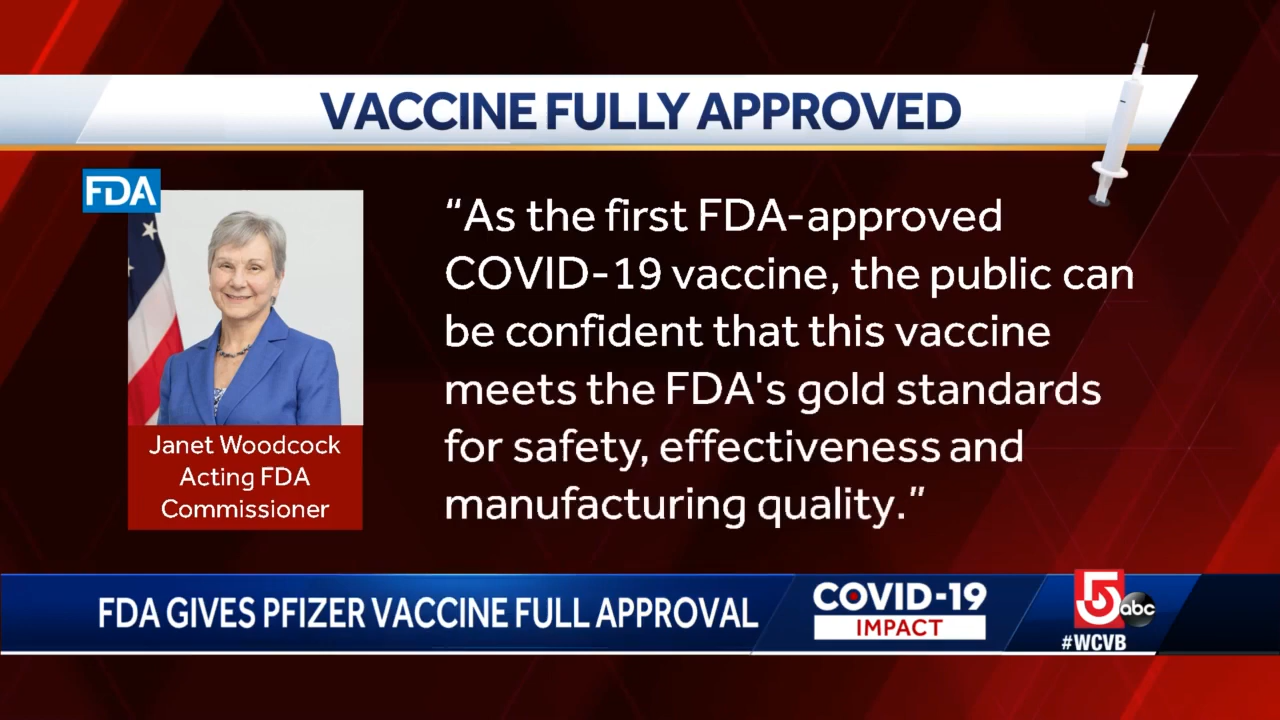 VACCINE FULLY APPROVED
FDA
“As the first FDA-approved
COVID-19 vaccine, the public can
be confident that this vaccine
meets the FDA's gold standards
for safety, effectiveness and
manufacturing quality.”
Janet Woodcock
Acting FDA
Commissioner
FDA GIVES PFIZER VACCINE FULL APPROVAL
COVID-19
IMPACT
5 abc
#WCVB